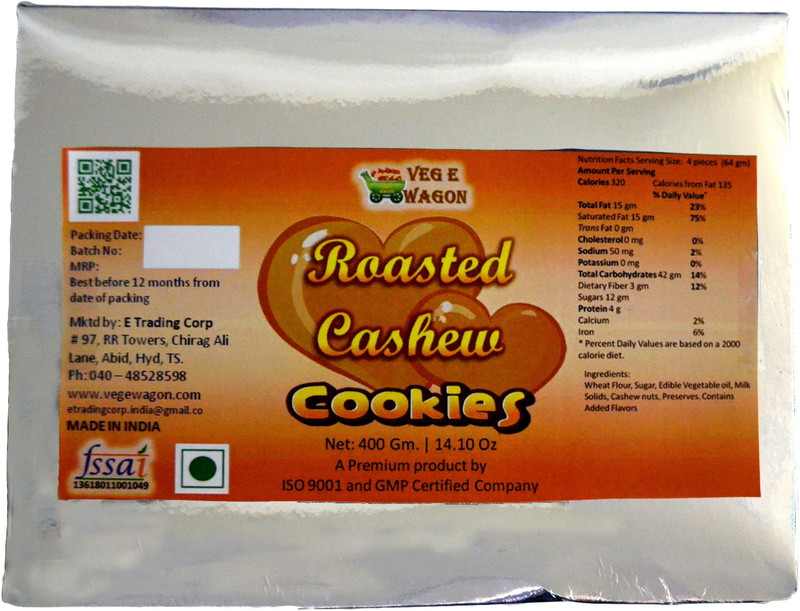 Packing Date:
Batch No:
MRP:
Best before 12 months from
date of packing
Mktd by: E Trading Corp
# 97, RR Towers, Chirag Ali
Lane, Abid, Hyd, TS.
Ph: 040 – 48528598
www.vegewagon.com
etradingcorp.india@gmail.co
MADE IN INDIA
fssai
13618011001049
VEG E
WAGON
Roasted
Cashew
Cookies
Net: 400 Gm. | 14.10 Oz
A Premium product by
ISO 9001 and GMP Certified Company
Nutrition Facts Serving Size: 4 pieces (64 gm)
Amount Per Serving
Calories 320 Calories from Fat 135
% Daily Value*
Total Fat 15 gm 23%
Saturated Fat 15 gm 75%
Trans Fat 0 gm
Cholesterol 0 mg 0%
Sodium 50 mg 2%
Potassium 0 mg 0%
Total Carbohydrates 42 gm 14%
Dietary Fiber 3 gm 12%
Sugars 12 gm
Protein 4 g
Calcium 2%
Iron 6%
* Percent Daily Values are based on a 2000
calorie diet.
Ingredients:
Wheat Flour, Sugar, Edible Vegetable oil, Milk
Solids, Cashew nuts, Preserves. Contains
Added Flavors